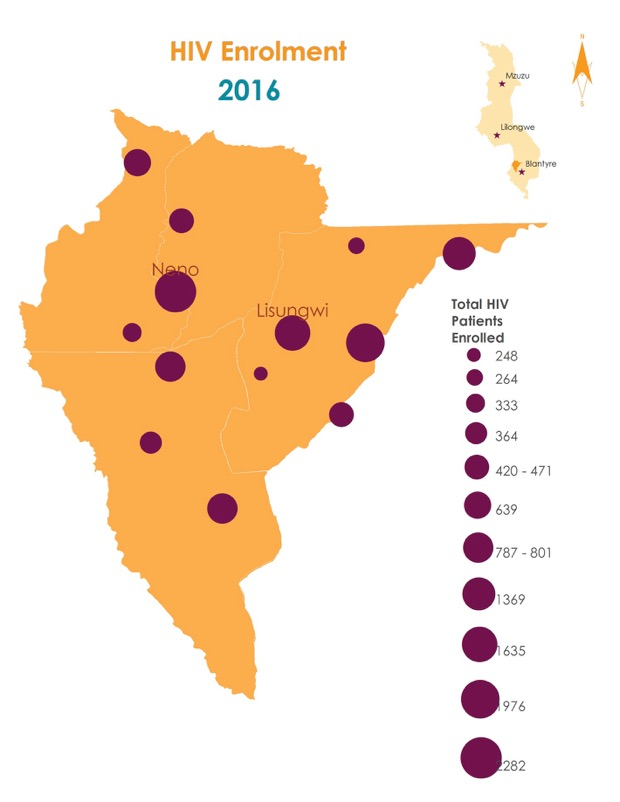 HIV Enrolment
2016
N
S
Mzuzu
Lilongwe
Blantyre
Neno
Lisungwi
Total HIV
Patients
Enrolled
248
264
333
364
420 - 471
639
787 - 801
1369
1635
1976
2282